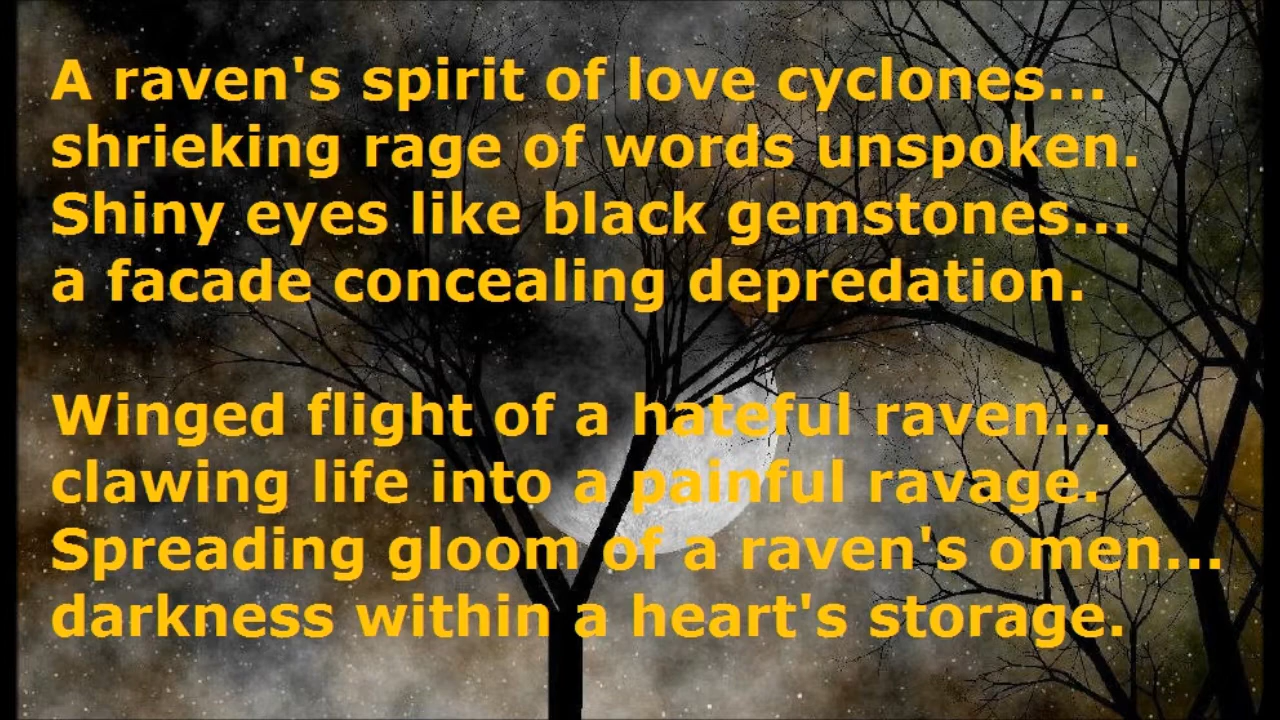 A raven's spirit of love cyclones...
shrieking rage of words unspoken.
Shiny eyes like black gemstones...
a facade concealing depredation.
Winged flight of a hateful raven...
clawing life into a painful ravage.
Spreading gloom of a raven's omen...
darkness within a heart's storage.